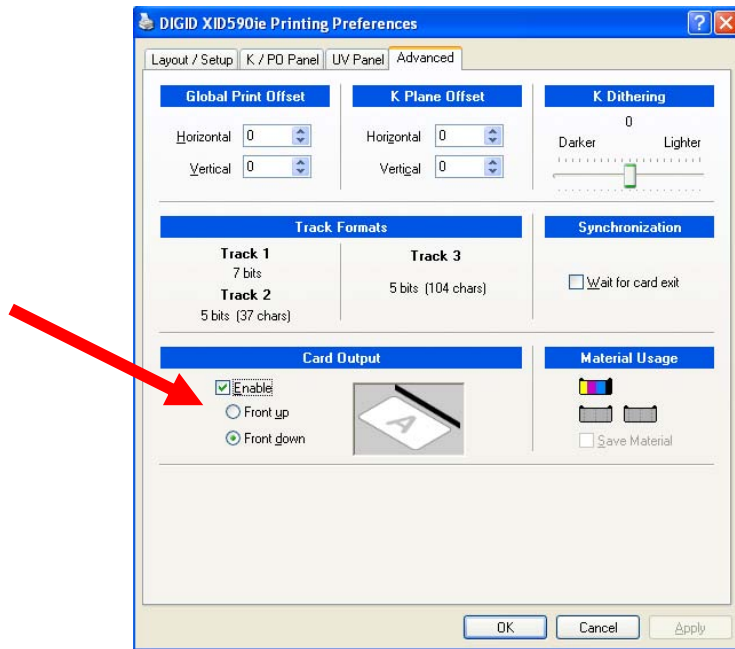 DIGID XID590ie Printing Preferences
Layout / Setup K / PO Panel UV Panel Advanced
Global Print Offset K Plane Offset K Dithering
0
Horizontal 0 Horizontal 0 Darker Lighter
Vertical 0 Vertical 0
Track Formats Synchronization
Track 1 Track 3
7 bits
5 bits (104 chars) Wait for card exit
Track 2
5 bits (37 chars)
Card Output Material Usage
Enable
Front up
A
Front down Save Material
OK Cancel Apply